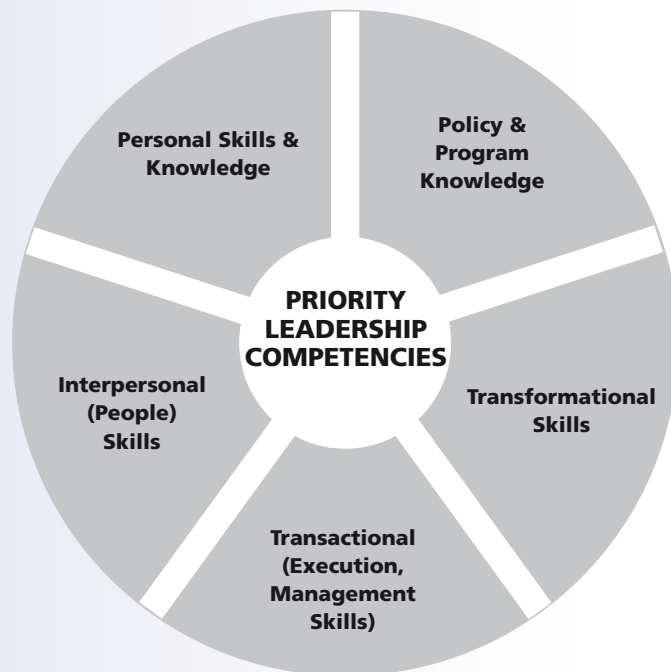 Personal Skills &
Knowledge
Policy &
Program
Knowledge
PRIORITY
LEADERSHIP
COMPETENCIES
Interpersonal
(People)
Skills
Transformational
Skills
Transactional
(Execution,
Management
Skills)